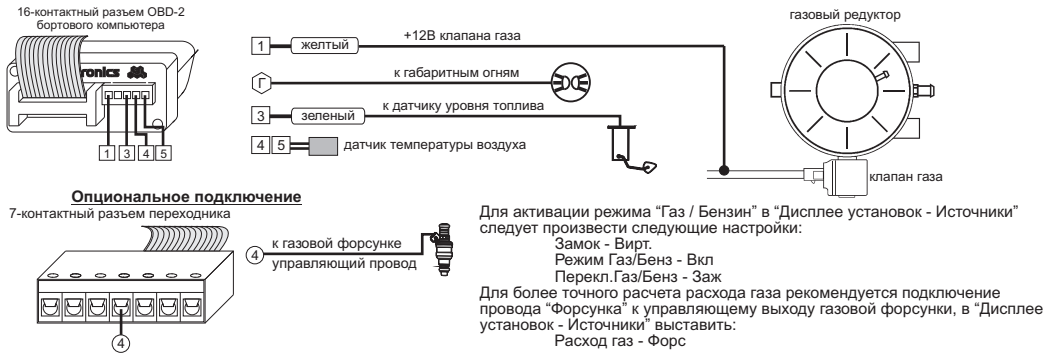 16-контактный разъем OBD-2
бортового компьютера
ronics
1
3
4
5
1
желтый
+12В клапана газа
Г
к габаритным огням
3
зеленый
к датчику уровня топлива
4 5
датчик температуры воздуха
газовый редуктор
клапан газа
Опциональное подключение
7-контактный разъем переходника
4
4
к газовой форсунке
управляющий провод
Для активации режима “Газ / Бензин” в “Дисплее установок - Источники”
следует произвести следующие настройки:
Замок - Вирт.
Режим Газ/Бенз - Вкл
Перекл.Газ/Бенз - Заж
Для более точного расчета расхода газа рекомендуется подключение
провода “Форсунка” к управляющему выходу газовой форсунки, в “Дисплее
установок - Источники” выставить:
Расход газ - Форс